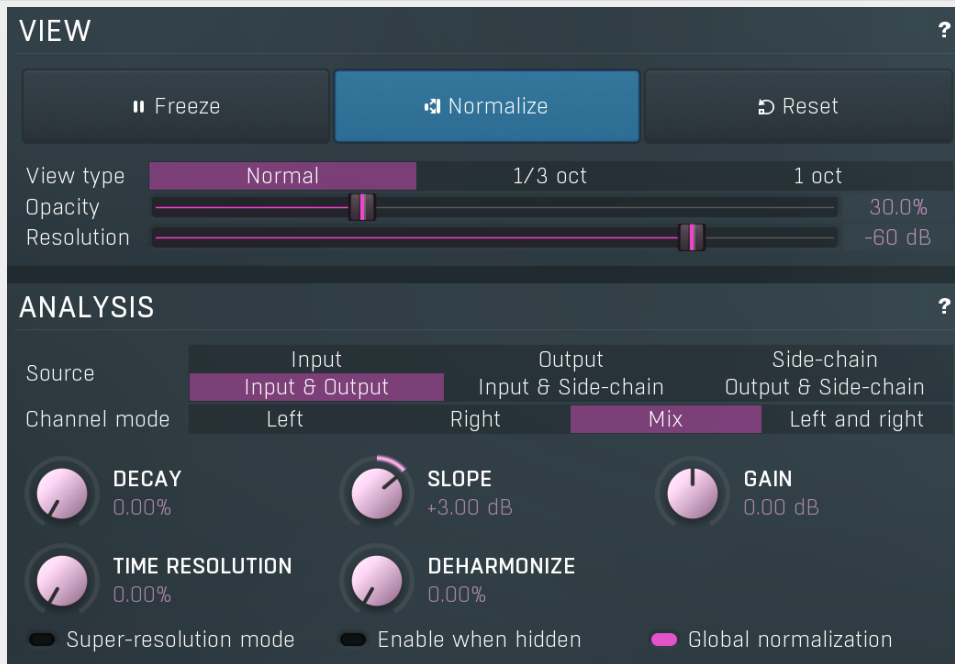 VIEW ?
Freeze Normalize Reset
View type Normal 1/3 oct 1 oct
Opacity 30.0%
Resolution -60 dB
ANALYSIS ?
Source
Input Output Side-chain
Input & Output Input & Side-chain Output & Side-chain
Channel mode Left Right Mix Left and right
DECAY SLOPE GAIN
0.00% +3.00 dB 0.00 dB
TIME RESOLUTION DEHARMONIZE
0.00% 0.00%
Super-resolution mode Enable when hidden Global normalization